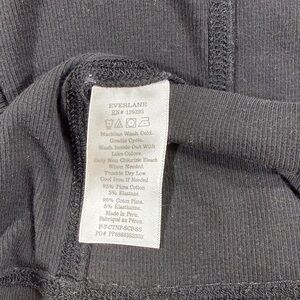 EVERLANE
RN# 139283
Machine Wash Cold.
Gentle Cycle.
Wash Inside Out With
Like Colors.
Only Non Chlorine Bleach
When Needed.
Tumble Dry Low
Cool Iron If Needed
95% Pima Cotton
5% Elastane
95% Coton Pima.
5% Élasthanne.
Made in Peru.
Fabriqué au Pérou.